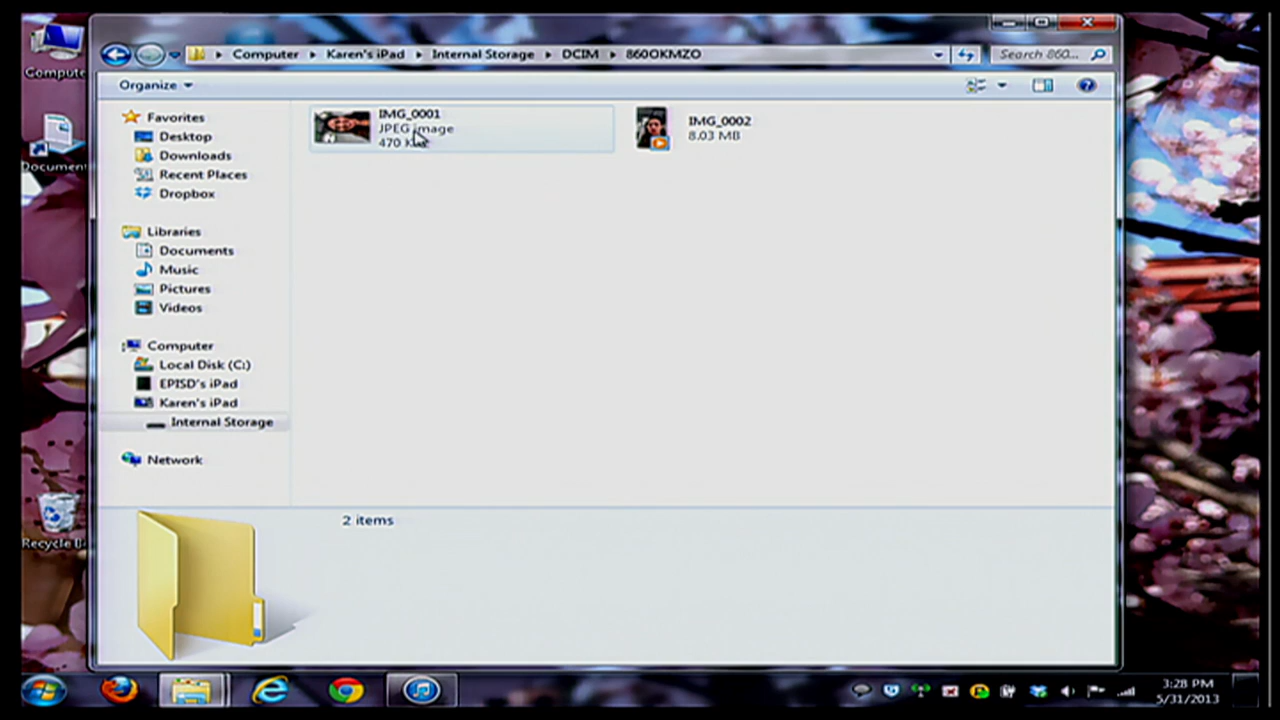 Computer
Documen
Recycle B
Computer
Karen's iPad
Internal Storage
DCIM
860OKMZO
Search 860...
Organize
Favorites
Desktop
Downloads
Recent Places
Dropbox
Libraries
Documents
Music
Pictures
Videos
Computer
Local Disk (C:)
EPISD's iPad
Karen's iPad
Internal Storage
Network
IMG_0001
JPEG image
470
IMG_0002
8.03 MB
2 items
3:28 PM
5/31/2013